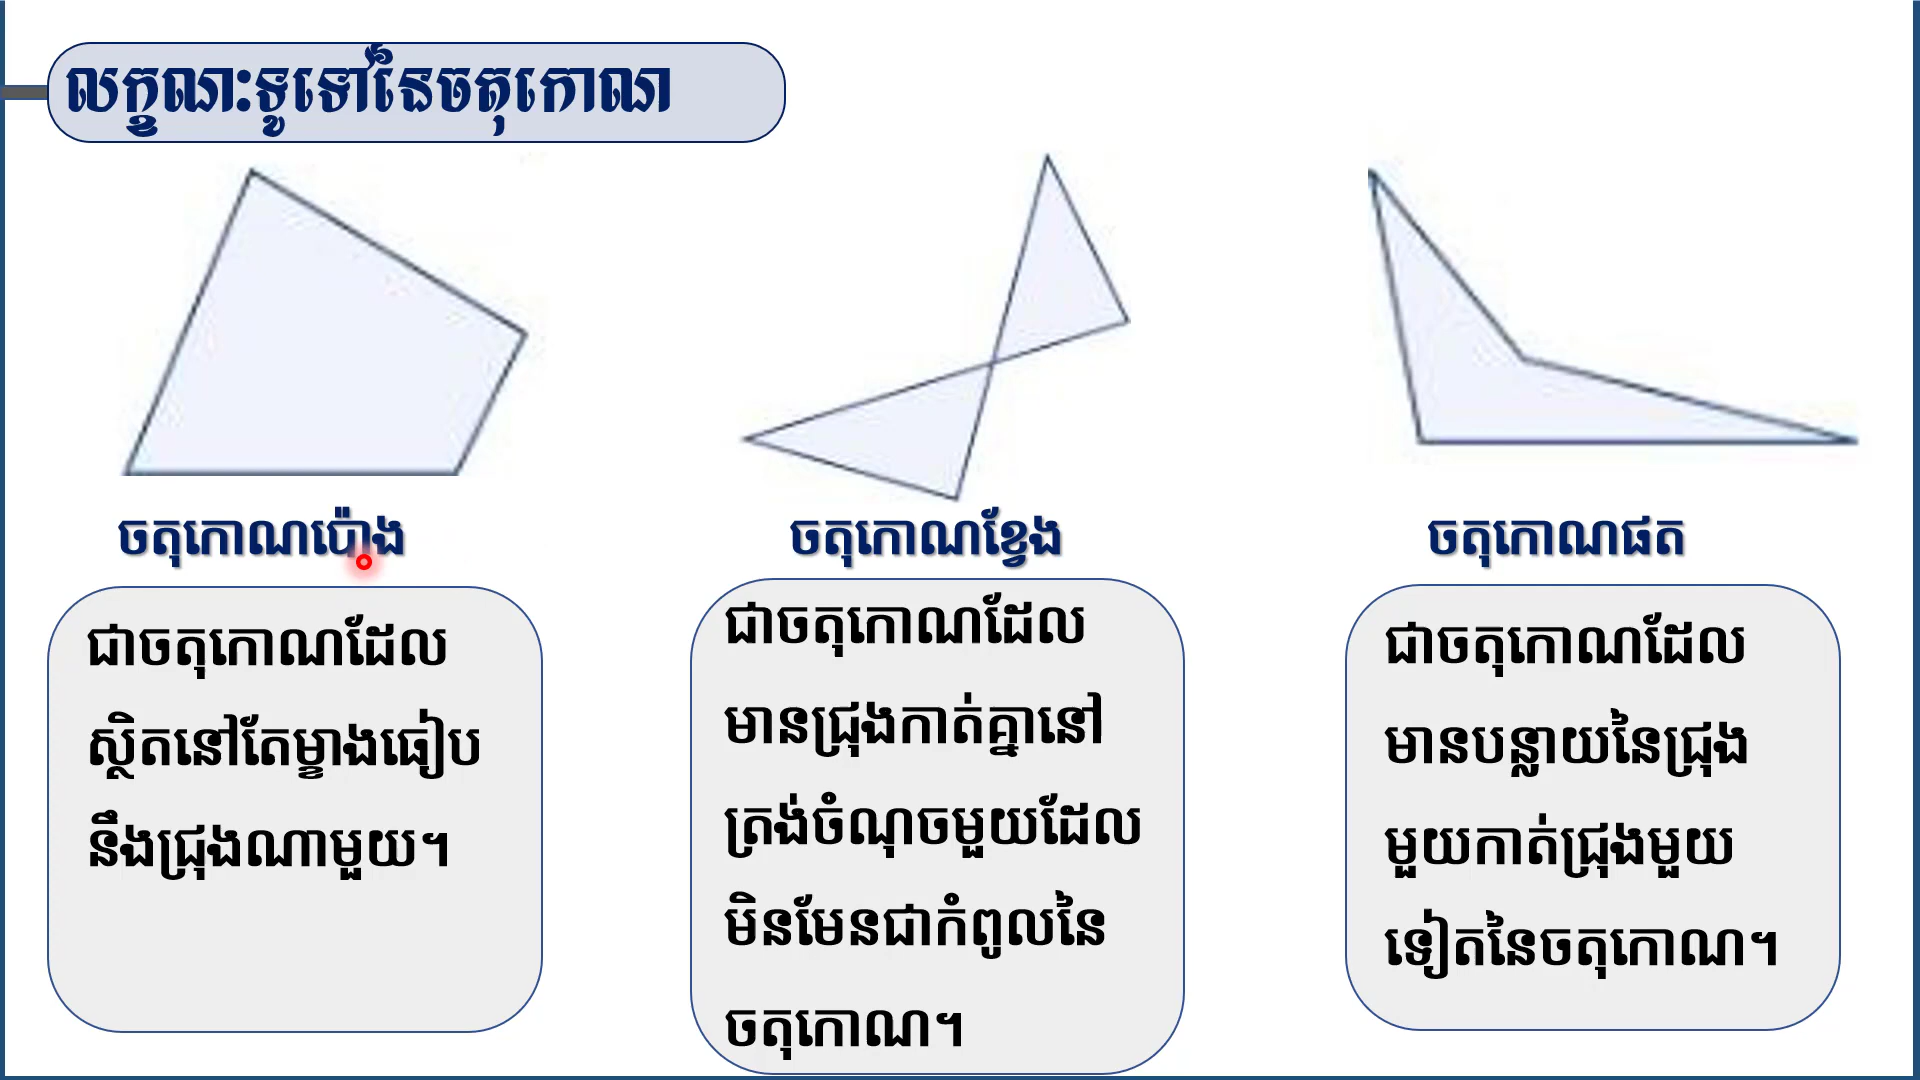 លក្ខណៈទូទៅនៃចតុកោណ
ចតុកោណប៉ោង
ជាចតុកោណដែល
ស្ថិតនៅតែម្ខាងធៀប
នឹងជ្រុងណាមួយ។
ចតុកោណខ្វែង
ជាចតុកោណដែល
មានជ្រុងកាត់គ្នានៅ
ត្រង់ចំណុចមួយដែល
មិនមែនជាកំពូលនៃ
ចតុកោណ។
ចតុកោណផត
ជាចតុកោណដែល
មានបន្លាយនៃជ្រុង
មួយកាត់ជ្រុងមួយ
ទៀតនៃចតុកោណ។